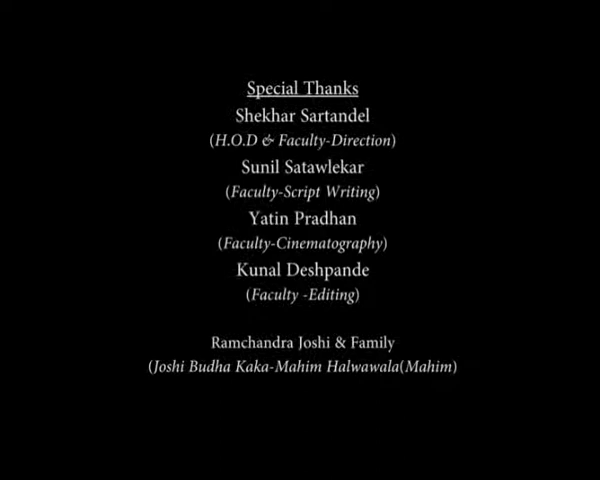 Special Thanks
Shekhar Sartandel
(H.O.D & Faculty-Direction)
Sunil Satawlekar
(Faculty-Script Writing)
Yatin Pradhan
(Faculty-Cinematography)
Kunal Deshpande
(Faculty -Editing)
Ramchandra Joshi & Family
(Joshi Budha Kaka-Mahim Halwawala(Mahim)